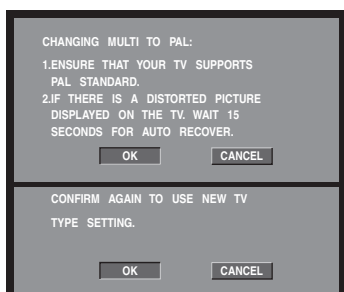 CHANGING MULTI TO PAL:
1.ENSURE THAT YOUR TV SUPPORTS
PAL STANDARD.
2.IF THERE IS A DISTORTED PICTURE
DISPLAYED ON THE TV. WAIT 15
SECONDS FOR AUTO RECOVER.
OK CANCEL
CONFIRM AGAIN TO USE NEW TV
TYPE SETTING.
OK CANCEL